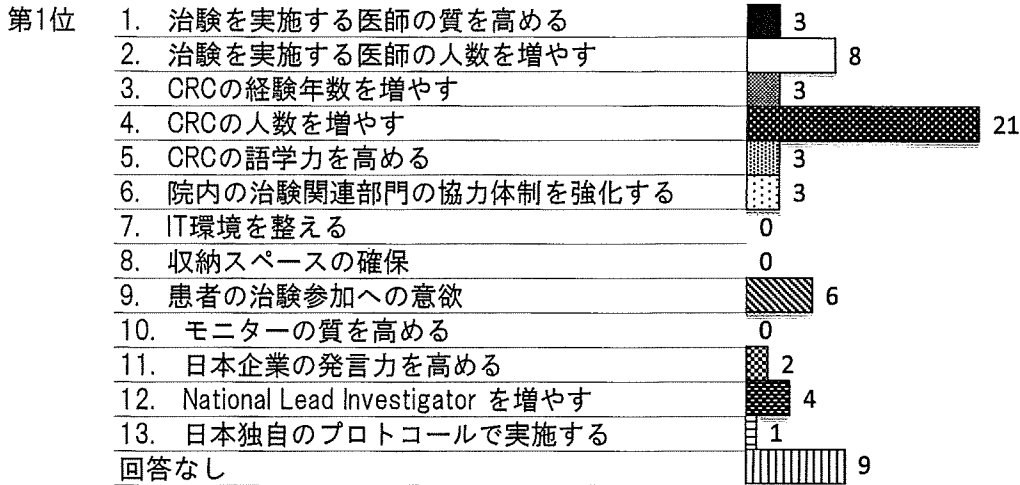 第1位 1. 治験を実施する医師の質を高める 3
2. 治験を実施する医師の人数を増やす 8
3. CRCの経験年数を増やす 3
4. CRCの人数を増やす 21
5. CRCの語学力を高める 3
6. 院内の治験関連部門の協力体制を強化する 3
7. IT環境を整える 0
8. 収納スペースの確保 0
9. 患者の治験参加への意欲 6
10. モニターの質を高める 0
11. 日本企業の発言力を高める 2
12. National Lead Investigator を増やす 4
13. 日本独自のプロトコールで実施する 1
回答なし 9